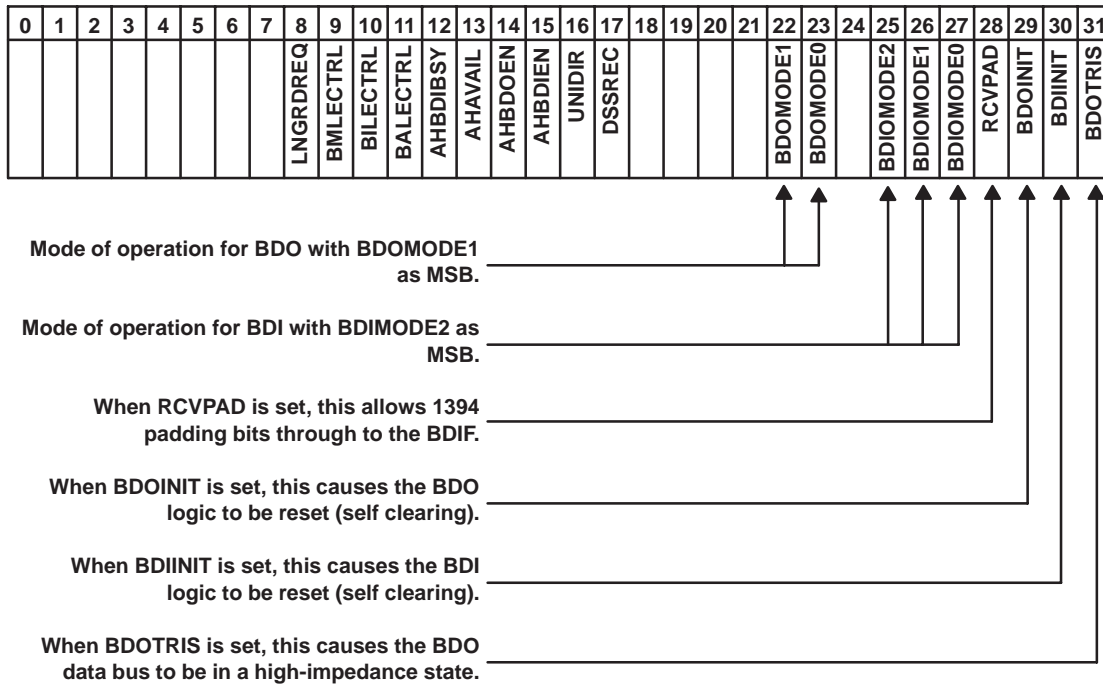 0 1 2 3 4 5 6 7 8 9 10 11 12 13 14 15 16 17 18 19 20 21 22 23 24 25 26 27 28 29 30 31
LNGRDREQ
BMLECTRL
BILECTRL
BALECTRL
AHBDIBSY
AHAVAIL
AHBDOEN
AHBDIEN
UNIDIR
DSSREC
BDOMODE1
BDOMODE0
BDIOMODE2
BDIOMODE1
BDIOMODE0
RCVPAD
BDOINIT
BDIINIT
BDOTRIS
Mode of operation for BDO with BDOMODE1
as MSB.
Mode of operation for BDI with BDIMODE2 as
MSB.
When RCVPAD is set, this allows 1394
padding bits through to the BDIF.
When BDOINIT is set, this causes the BDO
logic to be reset (self clearing).
When BDIINIT is set, this causes the BDI
logic to be reset (self clearing).
When BDOTRIS is set, this causes the BDO
data bus to be in a high-impedance state.